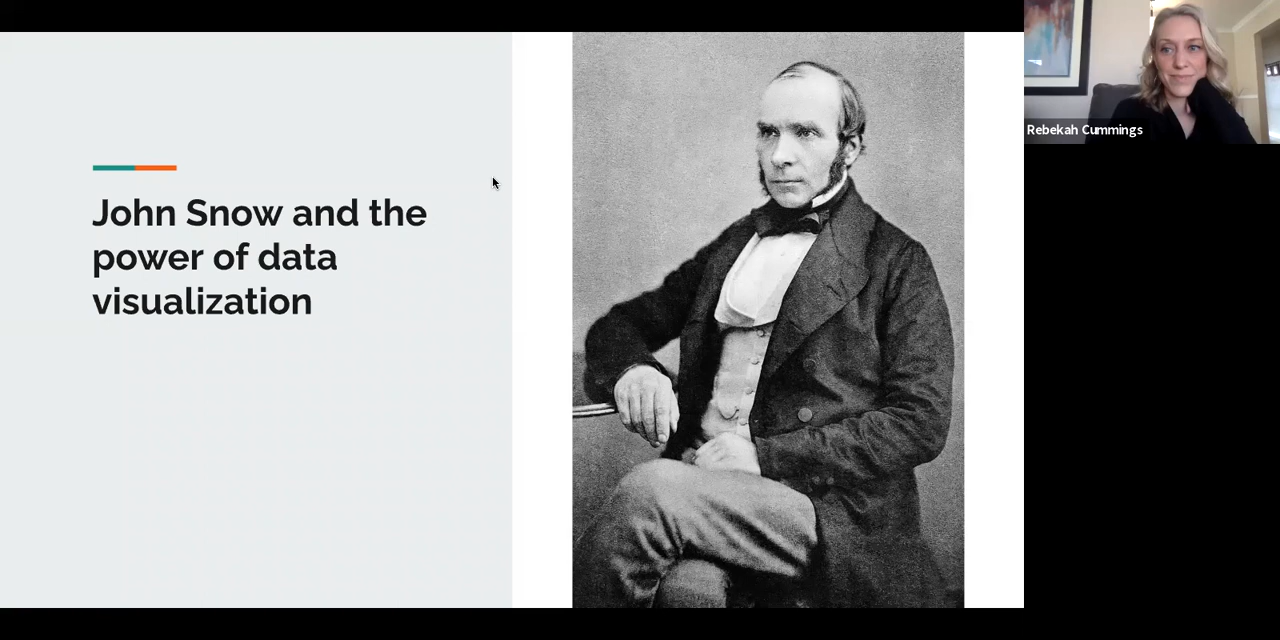 John Snow and the
power of data
visualization
Rebekah Cummings